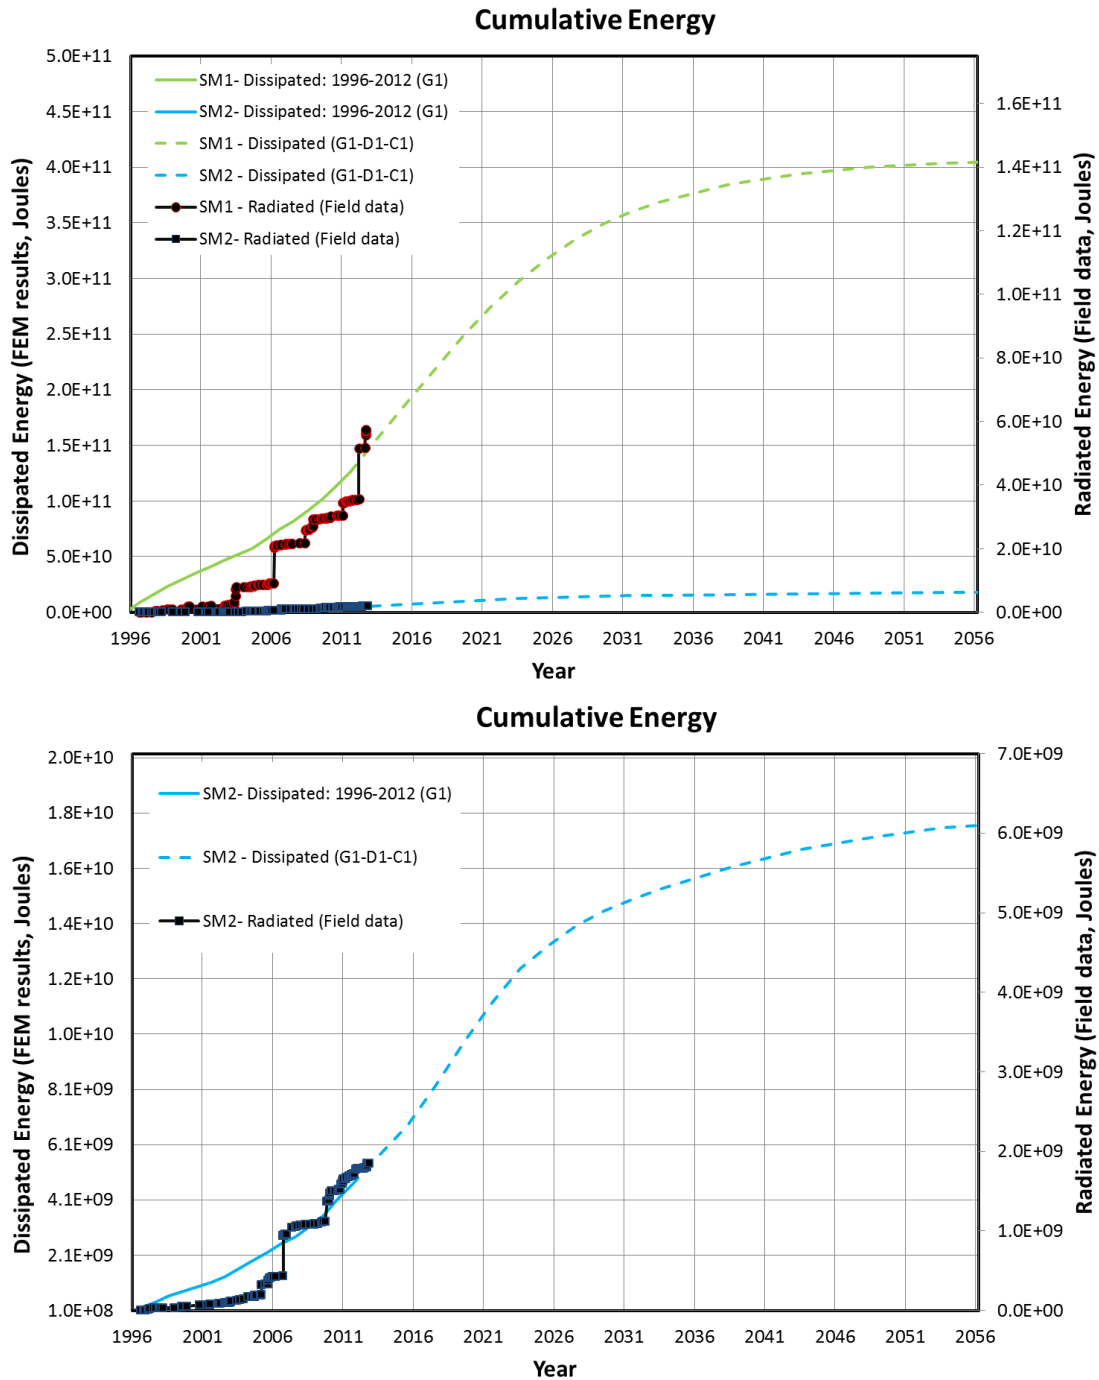 Cumulative Energy
5.0E+11
4.5E+11
4.0E+11
3.5E+11
3.0E+11
2.5E+11
2.0E+11
1.5E+11
1.0E+11
5.0E+10
0.0E+00
Dissipated Energy (FEM results, Joules)
SM1- Dissipated: 1996-2012 (G1)
SM2- Dissipated: 1996-2012 (G1)
SM1 - Dissipated (G1-D1-C1)
SM2 - Dissipated (G1-D1-C1)
SM1 - Radiated (Field data)
SM2- Radiated (Field data)
1.6E+11
1.4E+11
1.2E+11
1.0E+11
8.0E+10
6.0E+10
4.0E+10
2.0E+10
0.0E+00
Radiated Energy (Field data, Joules)
1996 2001 2006 2011 2016 2021 2026 2031 2036 2041 2046 2051 2056
Year
Cumulative Energy
2.0E+10
1.8E+10
1.6E+10
1.4E+10
1.2E+10
1.0E+10
8.1E+09
6.1E+09
4.1E+09
2.1E+09
1.0E+08
Dissipated Energy (FEM results, Joules)
SM2- Dissipated: 1996-2012 (G1)
SM2 - Dissipated (G1-D1-C1)
SM2- Radiated (Field data)
7.0E+09
6.0E+09
5.0E+09
4.0E+09
3.0E+09
2.0E+09
1.0E+09
0.0E+00
Radiated Energy (Field data, Joules)
1996 2001 2006 2011 2016 2021 2026 2031 2036 2041 2046 2051 2056
Year